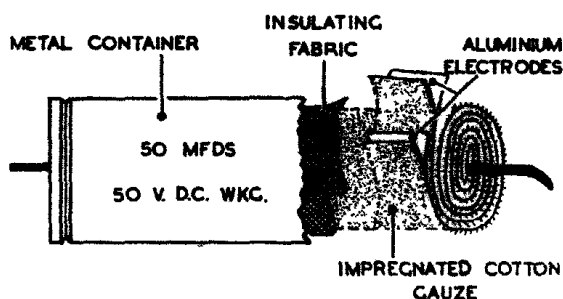 INSULATING
FABRIC
METAL CONTAINER
ALUMINIUM
ELECTRODES
50 MFDS
50 V. D.C. WKG.
IMPREGNATED COTTON
GAUZE